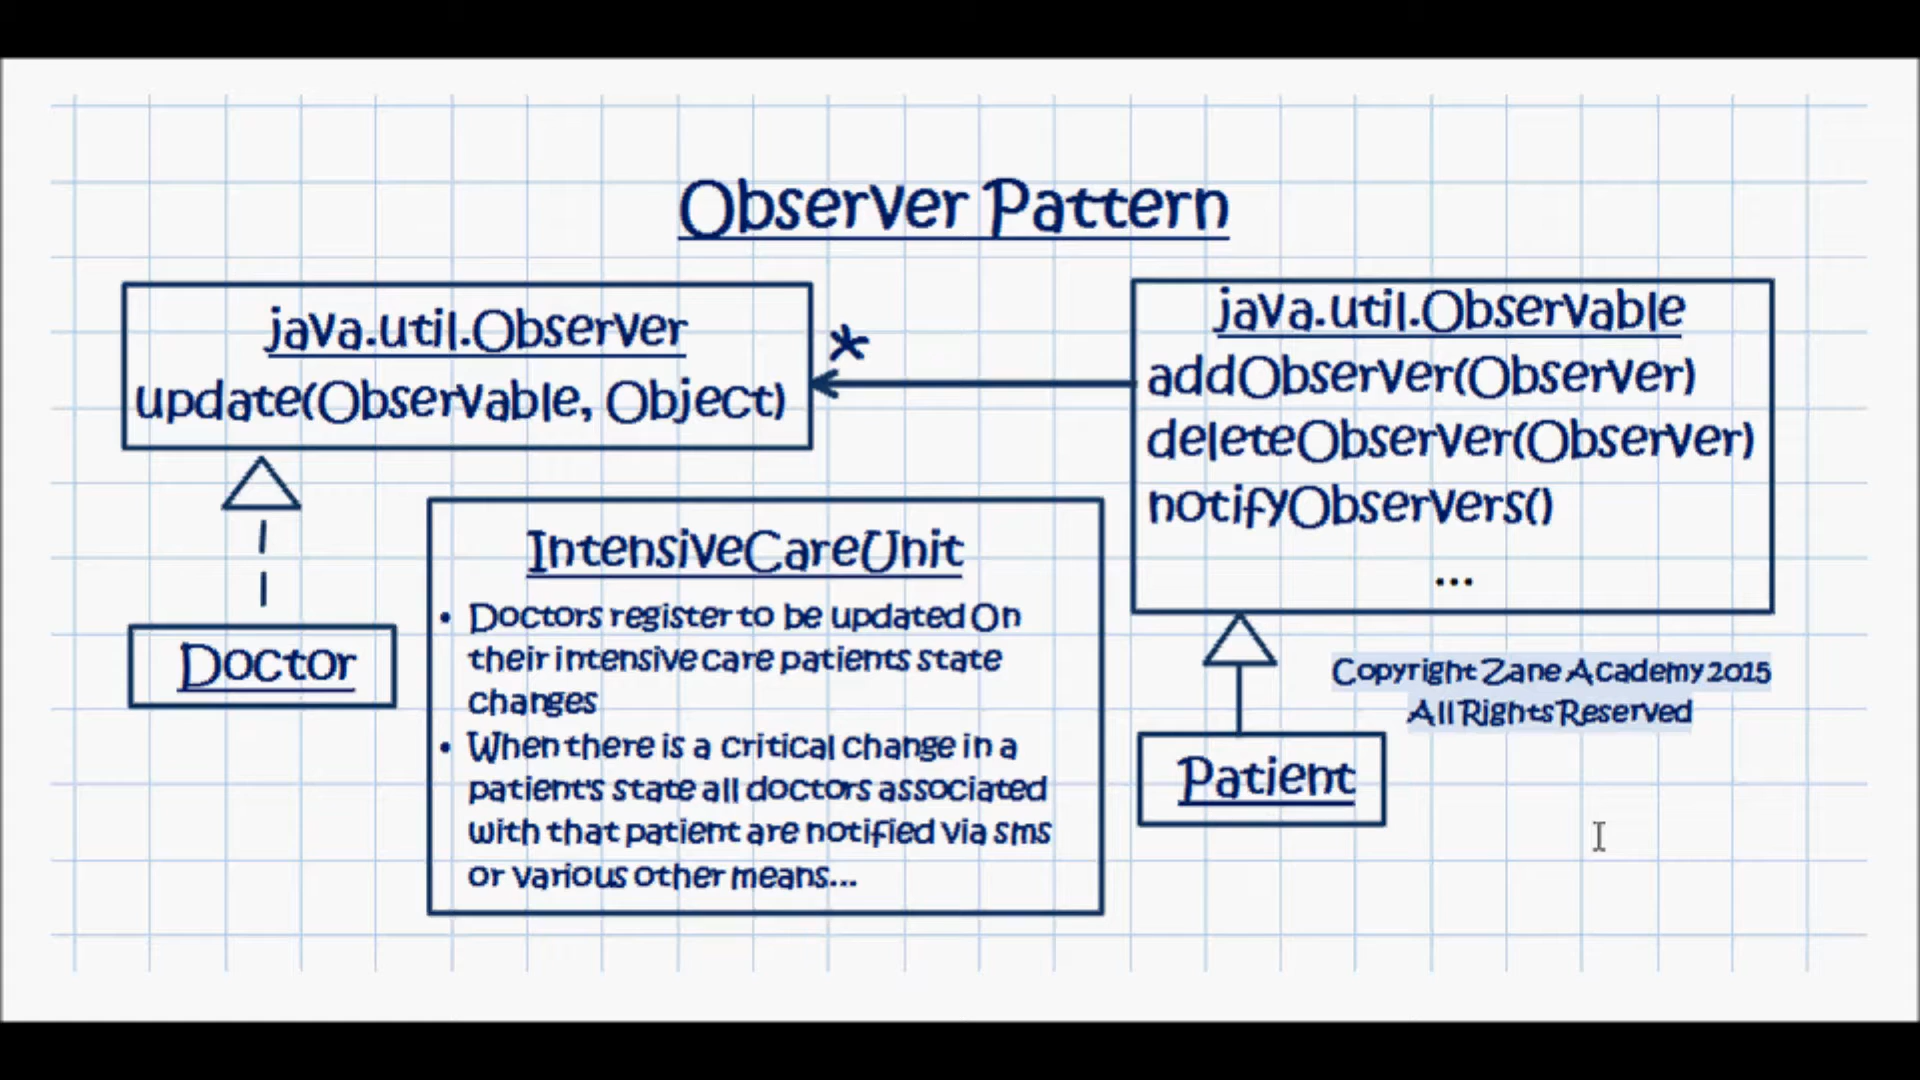 Observer Pattern
java.util.Observer
update(Observable, Object)
*
java.util.Observable
addObserver(Observer)
deleteObserver(Observer)
notifyObservers()
...
IntensiveCareUnit
• Doctors register to be updated On
their intensive care patients state
changes
• When there is a critical change in a
patient's state all doctors associated
with that patient are notified via sms
or various other means...
Doctor
Patient
Copyright Zane Academy 2015
All Rights Reserved